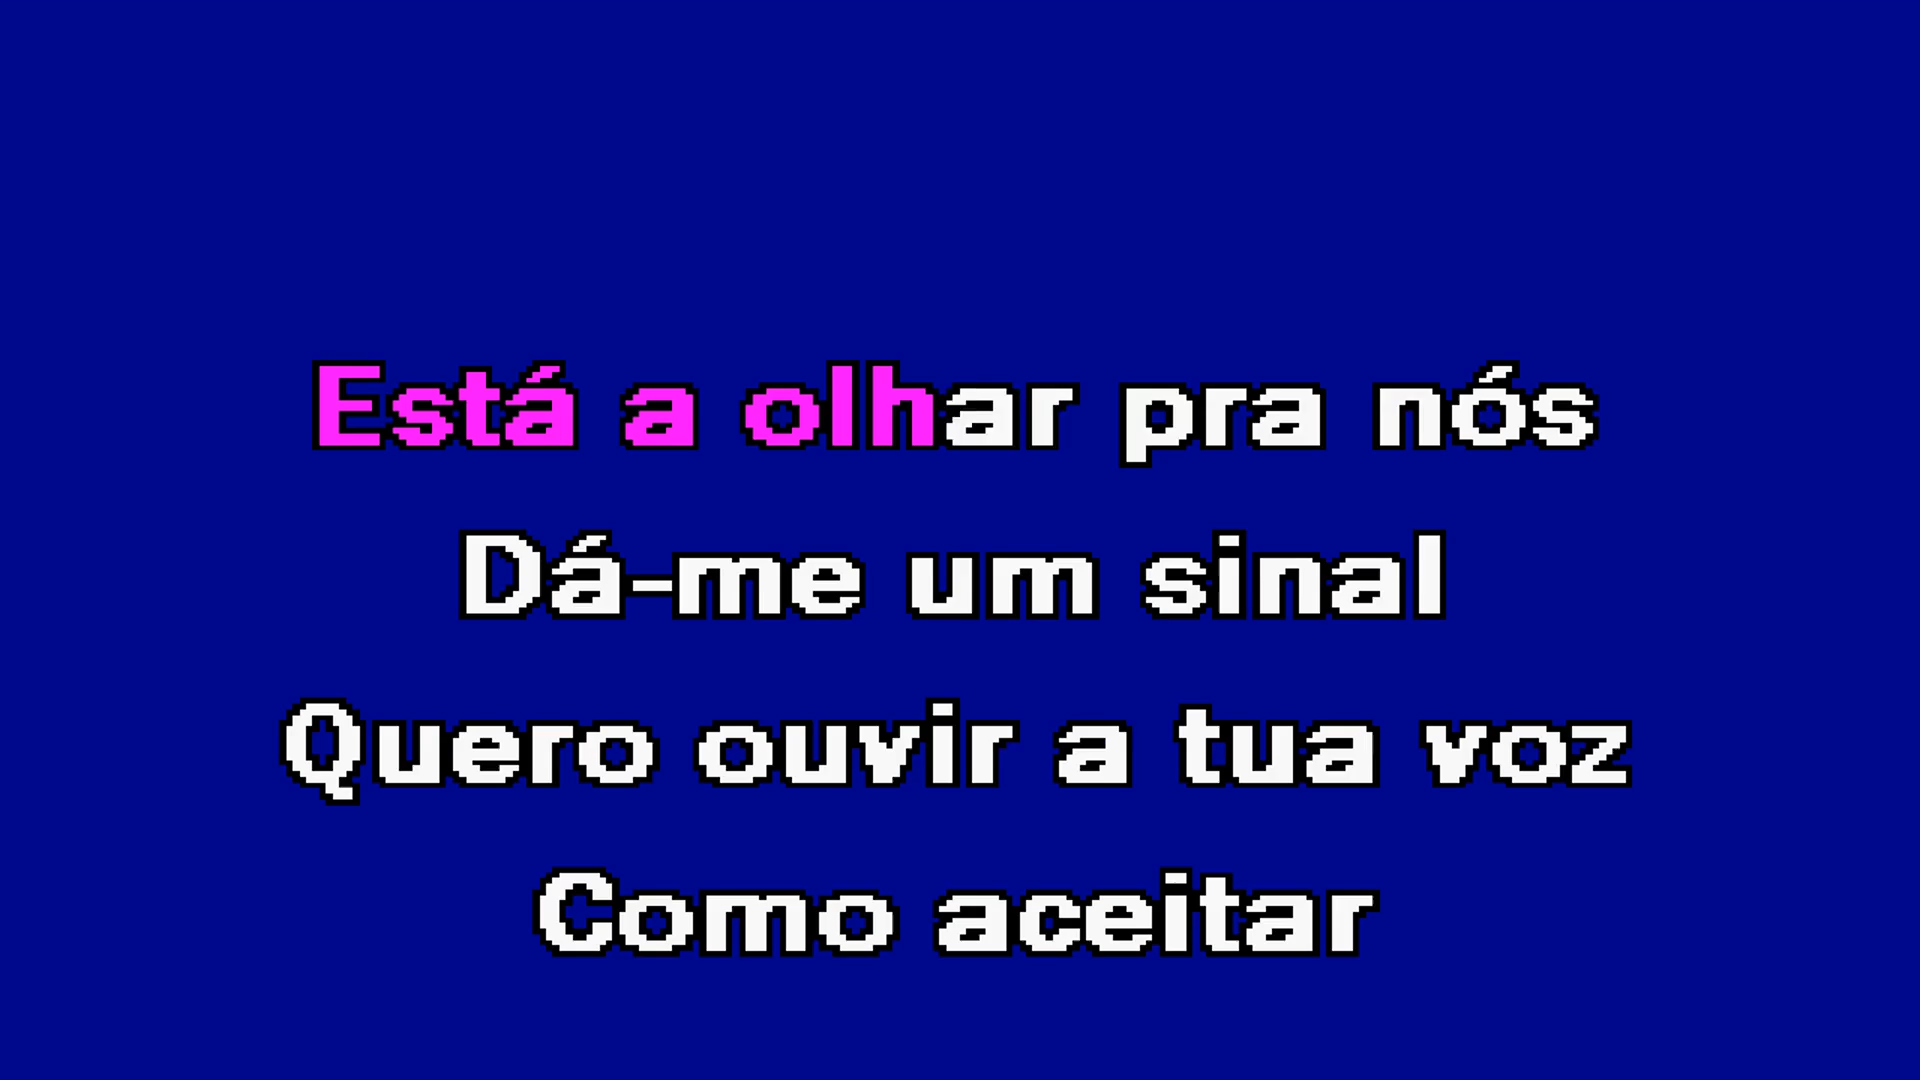 Está a olhar pra nós
Dá-me um sinal
Quero ouvir a tua voz
Como aceitar